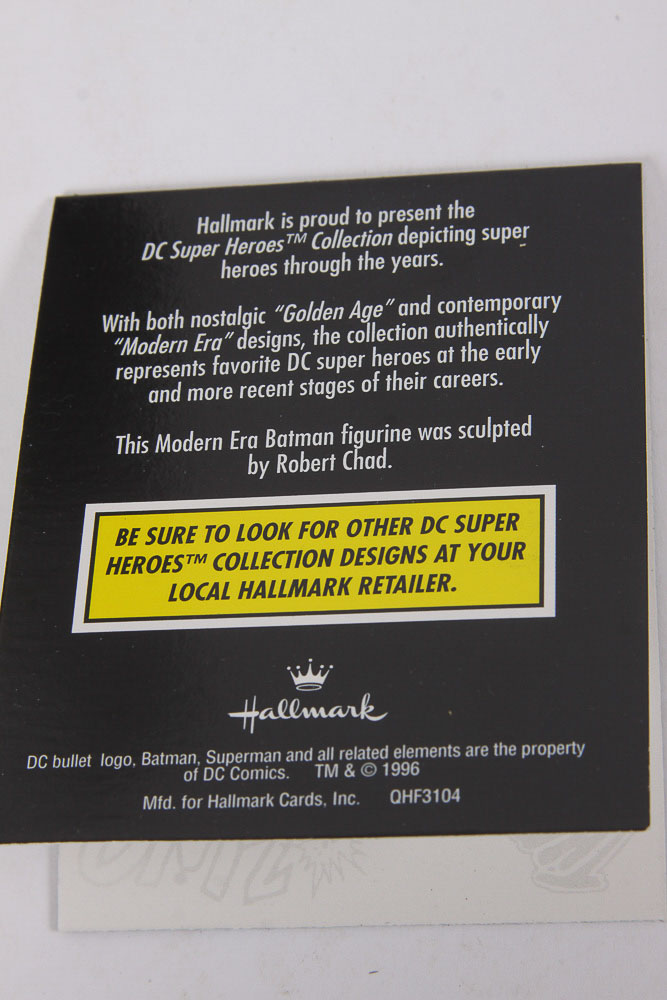 Hallmark is proud to present the
DC Super Heroes™ Collection depicting super
heroes through the years.
With both nostalgic "Golden Age" and contemporary
"Modern Era" designs, the collection authentically
represents favorite DC super heroes at the early
and more recent stages of their careers.
This Modern Era Batman figurine was sculpted
by Robert Chad.
BE SURE TO LOOK FOR OTHER DC SUPER
HEROES™ COLLECTION DESIGNS AT YOUR
LOCAL HALLMARK RETAILER.
Hallmark
DC bullet logo, Batman, Superman and all related elements are the property
of DC Comics. TM & © 1996
Mfd. for Hallmark Cards, Inc. QHF3104